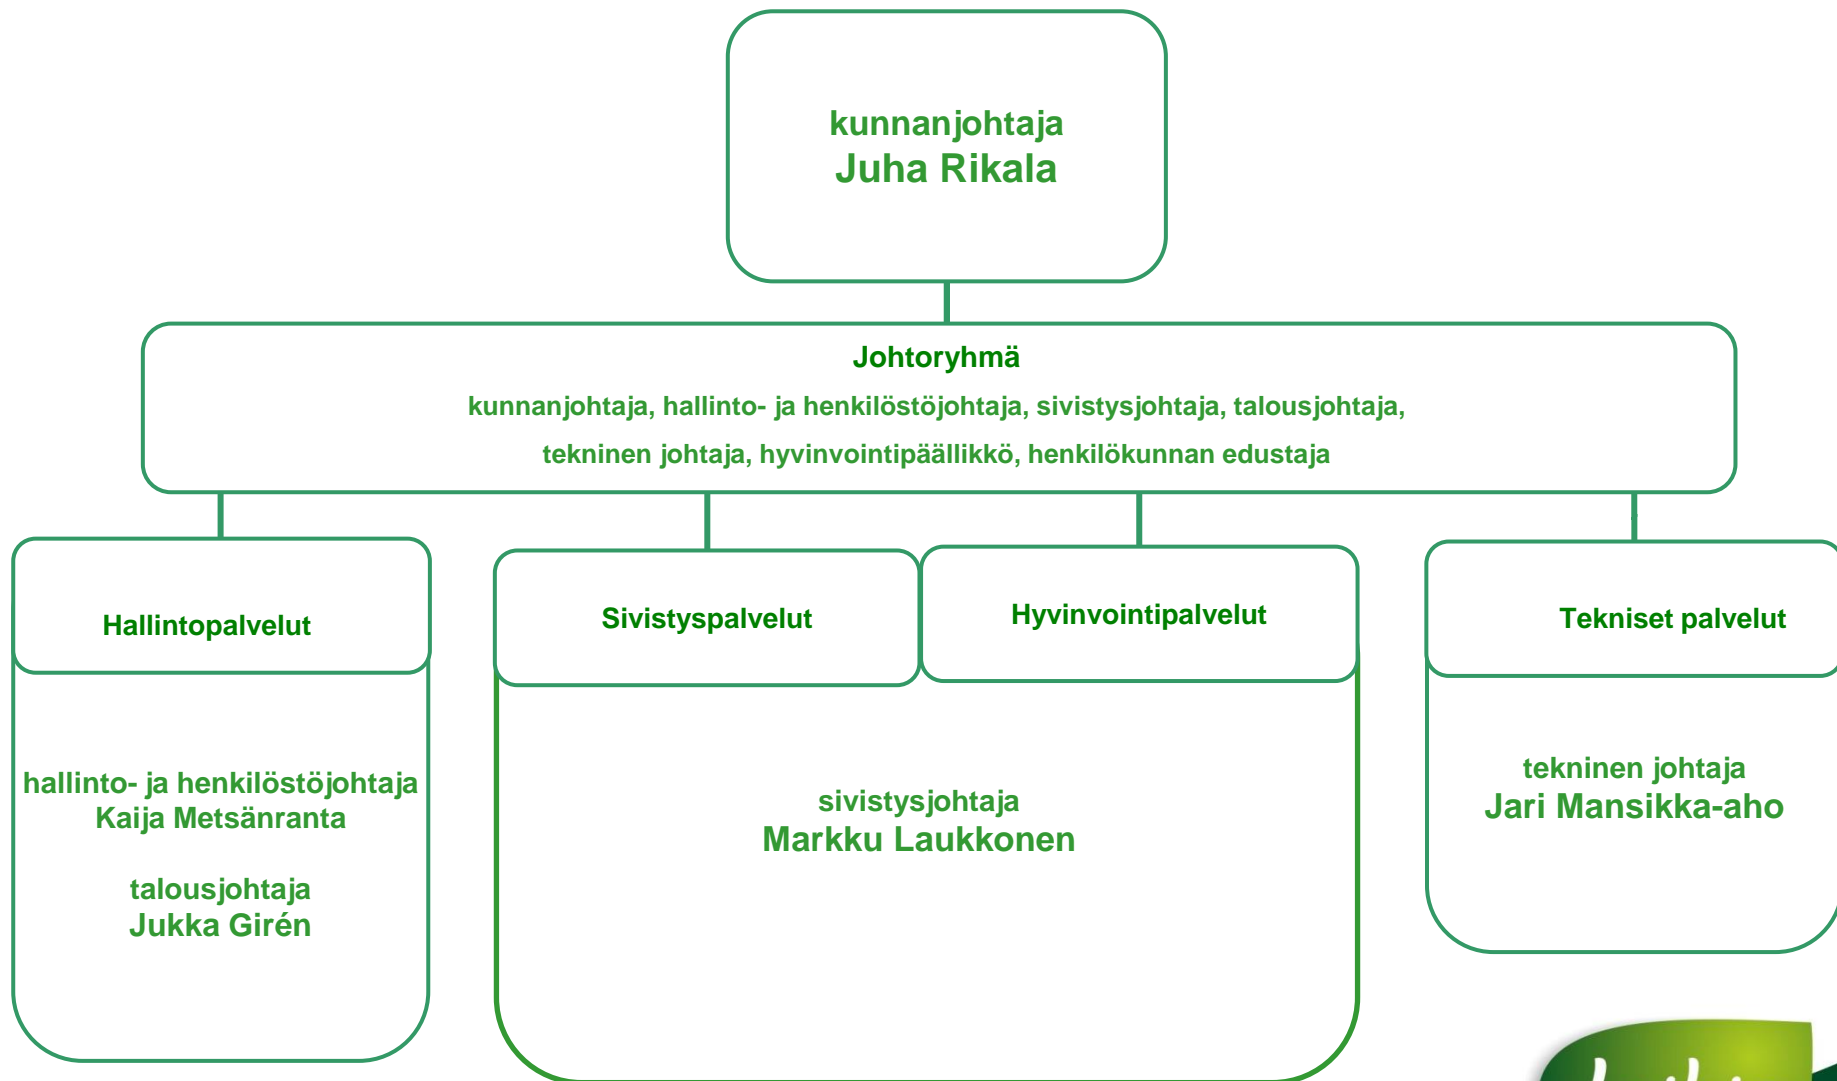 kunnanjohtaja
Juha Rikala
Johtoryhmä
kunnanjohtaja, hallinto- ja henkilöstöjohtaja, sivistysjohtaja, talousjohtaja,
tekninen johtaja, hyvinvointipäällikkö, henkilökunnan edustaja
Hallintopalvelut
Sivistyspalvelut
Hyvinvointipalvelut
Tekniset palvelut
hallinto- ja henkilöstöjohtaja
Kaija Metsänranta
talousjohtaja
Jukka Girén
sivistysjohtaja
Markku Laukkonen
tekninen johtaja
Jari Mansikka-aho